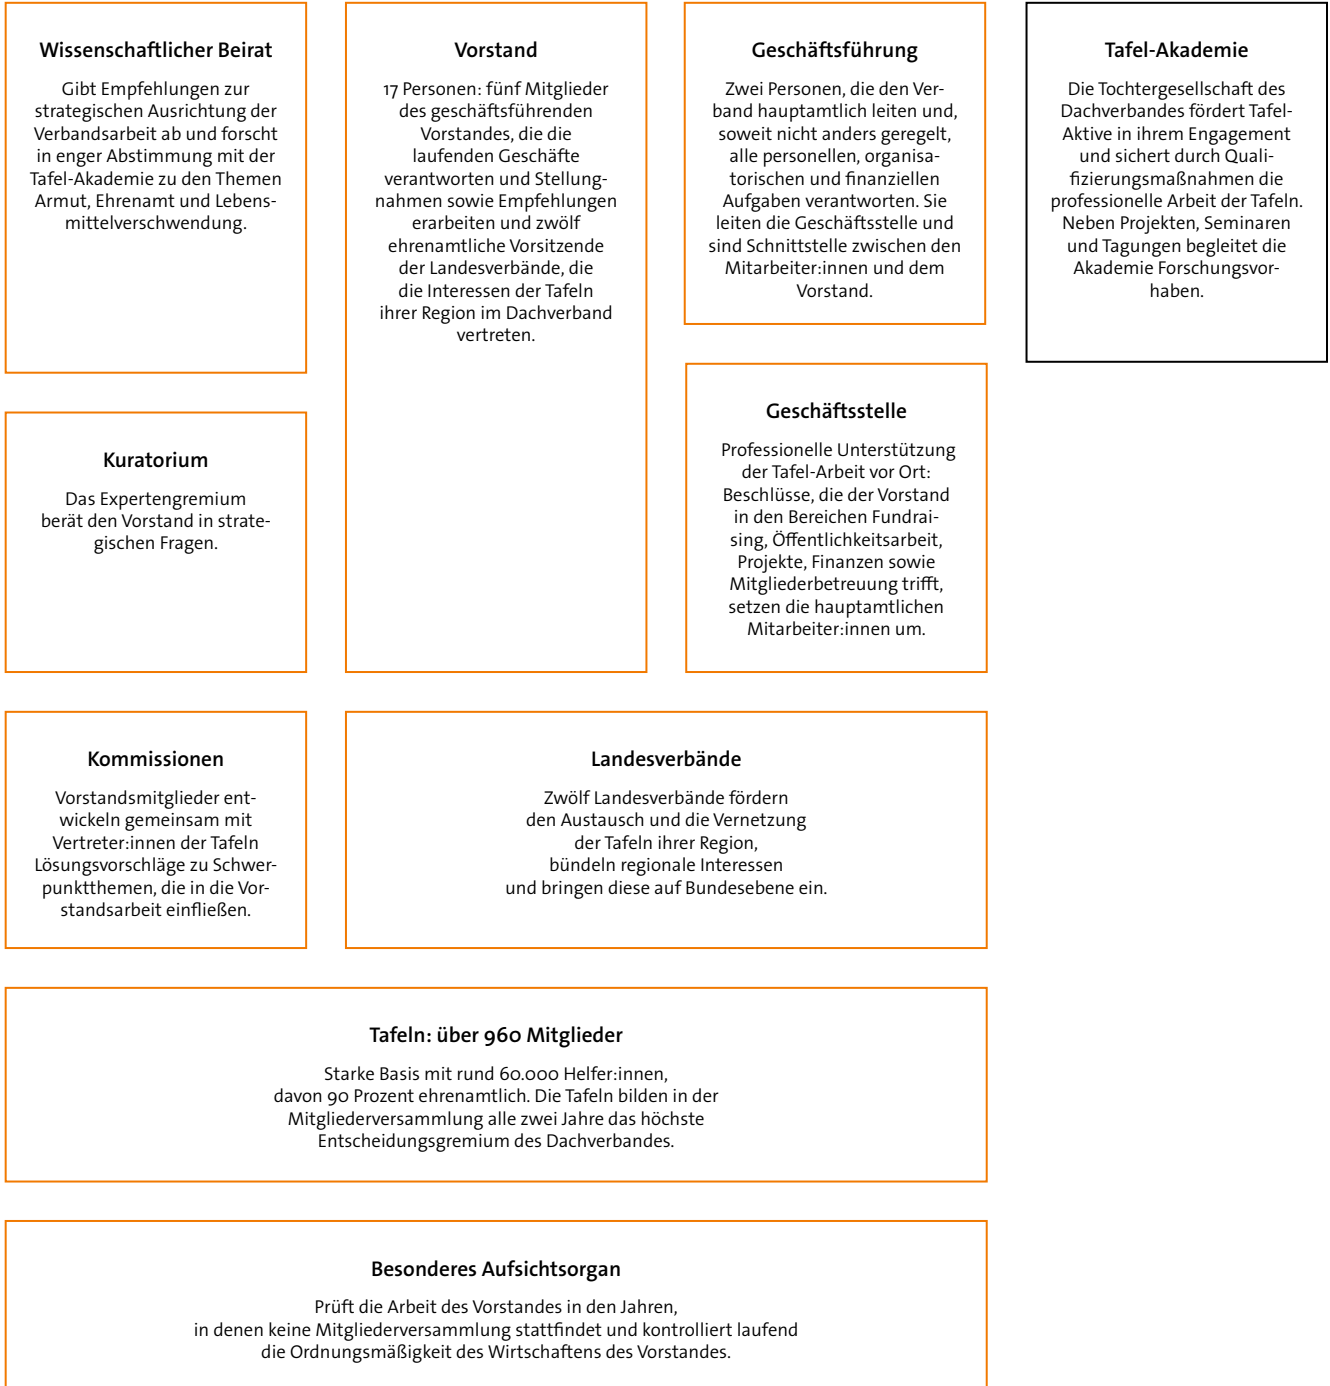 Wissenschaftlicher Beirat
Gibt Empfehlungen zur
strategischen Ausrichtung der
Verbandsarbeit ab und forscht
in enger Abstimmung mit der
Tafel-Akademie zu den Themen
Armut, Ehrenamt und Lebens-
mittelverschwendung.
Vorstand
17 Personen: fünf Mitglieder
des geschäftsführenden
Vorstandes, die die
laufenden Geschäfte
verantworten und Stellung-
nahmen sowie Empfehlungen
erarbeiten und zwölf
ehrenamtliche Vorsitzende
der Landesverbände, die
die Interessen der Tafeln
ihrer Region im Dachverband
vertreten.
Geschäftsführung
Zwei Personen, die den Ver-
band hauptamtlich leiten und,
soweit nicht anders geregelt,
alle personellen, organisa-
torischen und finanziellen
Aufgaben verantworten. Sie
leiten die Geschäftsstelle und
sind Schnittstelle zwischen den
Mitarbeiter:innen und dem
Vorstand.
Tafel-Akademie
Die Tochtergesellschaft des
Dachverbandes fördert Tafel-
Aktive in ihrem Engagement
und sichert durch Quali-
fizierungsmaßnahmen die
professionelle Arbeit der Tafeln.
Neben Projekten, Seminaren
und Tagungen begleitet die
Akademie Forschungsvor-
haben.
Kuratorium
Das Expertengremium
berät den Vorstand in strate-
gischen Fragen.
Geschäftsstelle
Professionelle Unterstützung
der Tafel-Arbeit vor Ort:
Beschlüsse, die der Vorstand
in den Bereichen Fundrai-
sing, Öffentlichkeitsarbeit,
Projekte, Finanzen sowie
Mitgliederbetreuung trifft,
setzen die hauptamtlichen
Mitarbeiter:innen um.
Kommissionen
Vorstandsmitglieder ent-
wickeln gemeinsam mit
Vertreter:innen der Tafeln
Lösungsvorschläge zu Schwer-
punktthemen, die in die Vor-
standsarbeit einfließen.
Landesverbände
Zwölf Landesverbände fördern
den Austausch und die Vernetzung
der Tafeln ihrer Region,
bündeln regionale Interessen
und bringen diese auf Bundesebene ein.
Tafeln: über 960 Mitglieder
Starke Basis mit rund 60.000 Helfer:innen,
davon 90 Prozent ehrenamtlich. Die Tafeln bilden in der
Mitgliederversammlung alle zwei Jahre das höchste
Entscheidungsgremium des Dachverbandes.
Besonderes Aufsichtsorgan
Prüft die Arbeit des Vorstandes in den Jahren,
in denen keine Mitgliederversammlung stattfindet und kontrolliert laufend
die Ordnungsmäßigkeit des Wirtschaftens des Vorstandes.